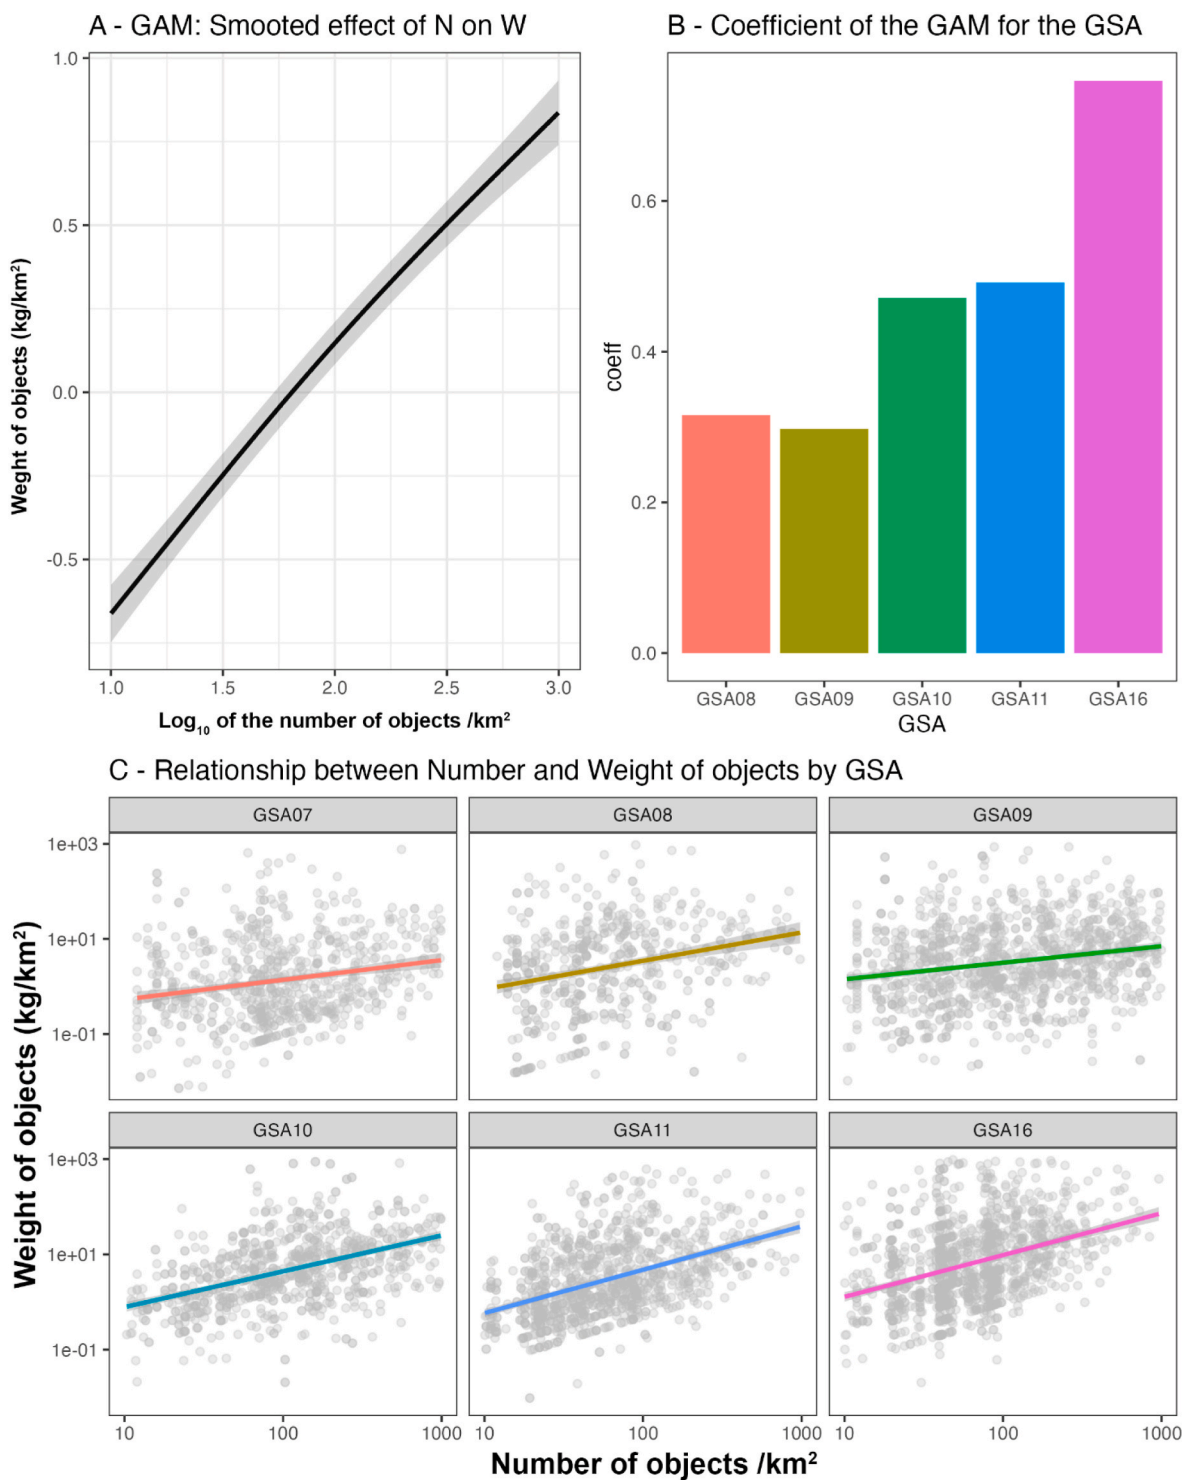 A - GAM: Smooted effect of N on W
1.0
0.5
0.0
-0.5
Weght of objects (kg/km²)
1.0 1.5 2.0 2.5 3.0
Log₁₀ of the number of objects /km²
B - Coefficient of the GAM for the GSA
0.6
0.4
0.2
0.0
coeff
GSA08 GSA09 GSA10 GSA11 GSA16
GSA
C - Relationship between Number and Weight of objects by GSA
GSA07 GSA08 GSA09
1e+03
1e+01
1e-01
GSA10 GSA11 GSA16
1e+03
1e+01
1e-01
Weight of objects (kg/km²)
10 100 1000 10 100 1000 10 100 1000
Number of objects /km²